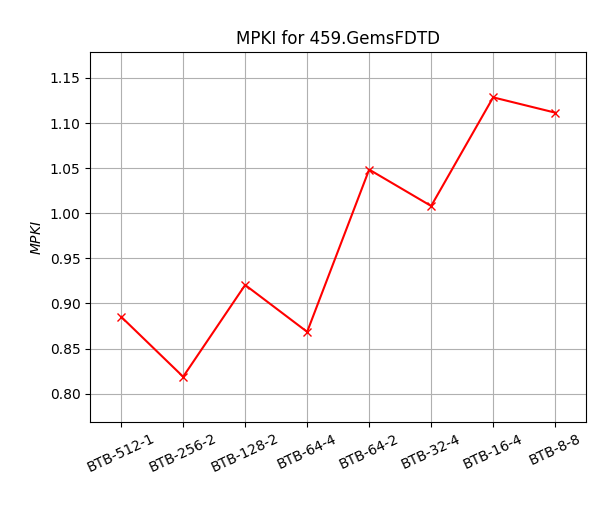 MPKI for 459.GemsFDTD
1.15
1.10
1.05
1.00
0.95
0.90
0.85
0.80
MPKI
BTB-512-1
BTB-256-2
BTB-128-2
BTB-64-4
BTB-64-2
BTB-32-4
BTB-16-4
BTB-8-8